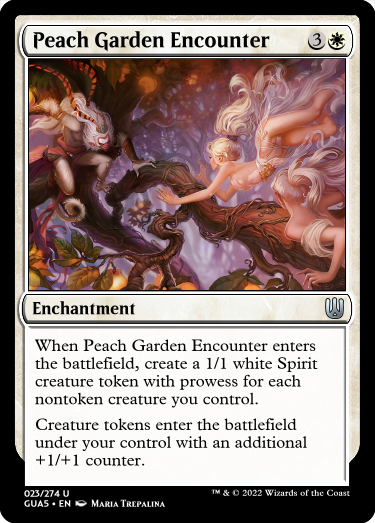 Peach Garden Encounter 3
Enchantment
When Peach Garden Encounter enters
the battlefield, create a 1/1 white Spirit
creature token with prowess for each
nontoken creature you control.
Creature tokens enter the battlefield
under your control with an additional
+1/+1 counter.
023/274 U
GUA5 • EN Maria Trepalina
™ & © 2022 Wizards of the Coast